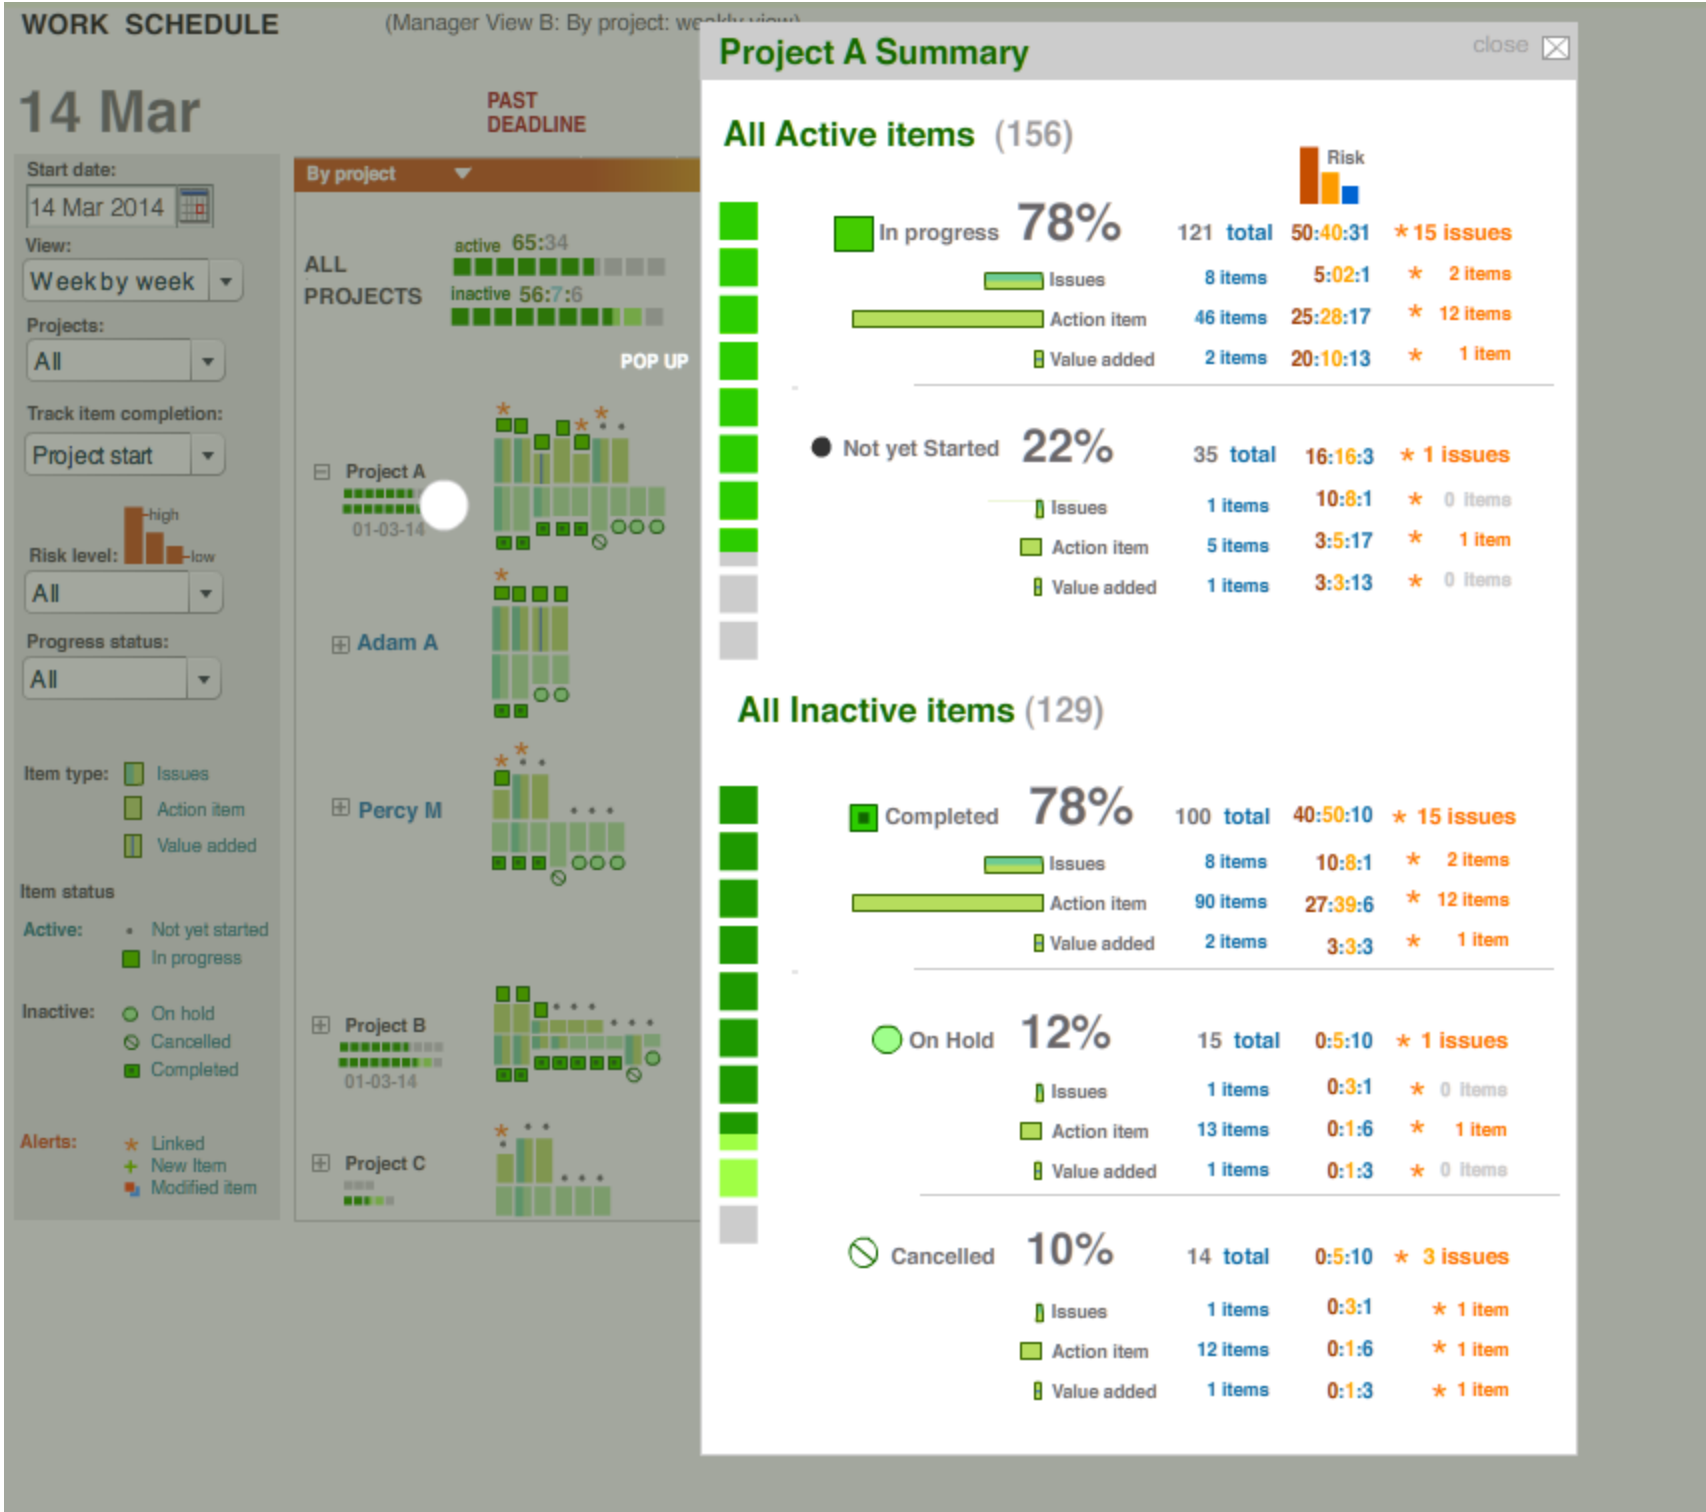 WORK SCHEDULE
(Manager View B: By project: weekly view)
14 Mar
PAST
DEADLINE
Start date:
14 Mar 2014
View:
Week by week
Projects:
All
Track item completion:
Project start
high
Risk level:
low
All
Progress status:
All
Item type:
Issues
Action item
Value added
Item status
Active:
Not yet started
In progress
Inactive:
On hold
Cancelled
Completed
Alerts:
Linked
New Item
Modified item
By project
ALL
PROJECTS
active 65:34
inactive 56:7:6
POP UP
Project A
01-03-14
Adam A
Percy M
Project B
01-03-14
Project C
Project A Summary
close
All Active items (156)
Risk
In progress 78% 121 total 50:40:31 * 15 issues
Issues 8 items 5:02:1 * 2 items
Action item 46 items 25:28:17 * 12 items
Value added 2 items 20:10:13 * 1 item
Not yet Started 22% 35 total 16:16:3 * 1 issues
Issues 1 items 10:8:1 * 0 Items
Action item 5 items 3:5:17 * 1 item
Value added 1 items 3:3:13 * 0 Items
All Inactive items (129)
Completed 78% 100 total 40:50:10 * 15 issues
Issues 8 items 10:8:1 * 2 items
Action item 90 items 27:39:6 * 12 items
Value added 2 items 3:3:3 * 1 item
On Hold 12% 15 total 0:5:10 * 1 issues
Issues 1 items 0:3:1 * 0 Items
Action item 13 items 0:1:6 * 1 item
Value added 1 items 0:1:3 * 0 Items
Cancelled 10% 14 total 0:5:10 * 3 issues
Issues 1 items 0:3:1 * 1 item
Action item 12 items 0:1:6 * 1 item
Value added 1 items 0:1:3 * 1 item